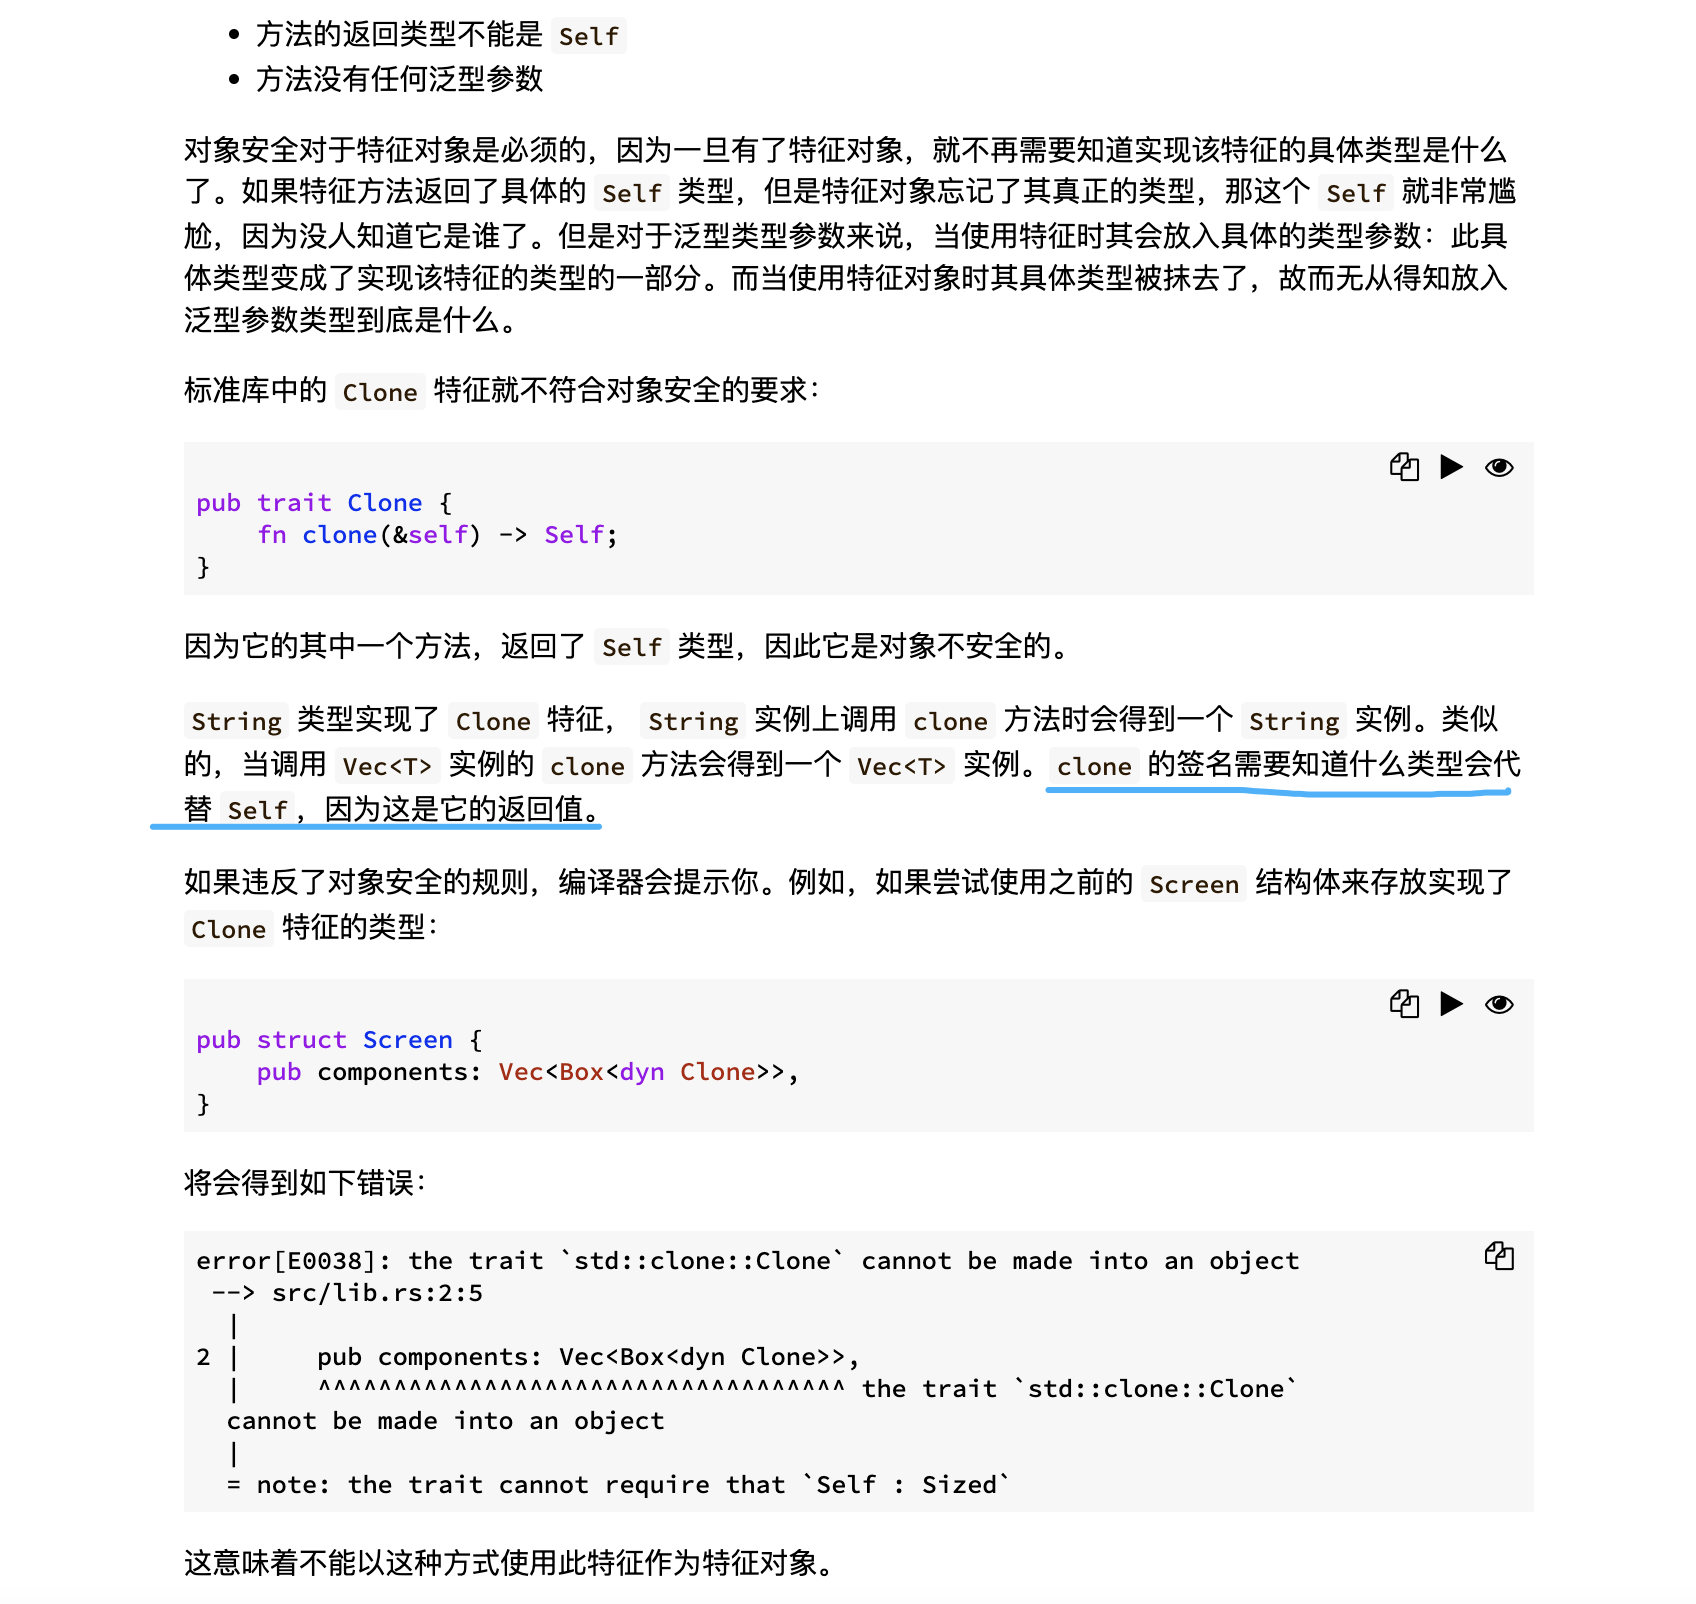 方法的返回类型不能是 Self
方法没有任何泛型参数
对象安全对于特征对象是必须的，因为一旦有了特征对象，就不再需要知道实现该特征的具体类型是什么
了。如果特征方法返回了具体的 Self 类型，但是特征对象忘记了其真正的类型，那这个 Self 就非常尴
尬，因为没人知道它是谁了。但是对于泛型类型参数来说，当使用特征时其会放入具体的类型参数：此具
体类型变成了实现该特征的类型的一部分。而当使用特征对象时其具体类型被抹去了，故而无从得知放入
泛型参数类型到底是什么。
标准库中的 Clone 特征就不符合对象安全的要求：
pub trait Clone {
    fn clone(&self) -> Self;
}
因为它的其中一个方法，返回了 Self 类型，因此它是对象不安全的。
String 类型实现了 Clone 特征， String 实例上调用 clone 方法时会得到一个 String 实例。类似
的，当调用 Vec<T> 实例的 clone 方法会得到一个 Vec<T> 实例。clone 的签名需要知道什么类型会代
替 Self，因为这是它的返回值。
如果违反了对象安全的规则，编译器会提示你。例如，如果尝试使用之前的 Screen 结构体来存放实现了
Clone 特征的类型：
pub struct Screen {
    pub components: Vec<Box<dyn Clone>>,
}
将会得到如下错误：
error[E0038]: the trait `std::clone::Clone` cannot be made into an object
 --> src/lib.rs:2:5
  |
2 |     pub components: Vec<Box<dyn Clone>>,
  |     ^^^^^^^^^^^^^^^^^^^^^^^^^^^^^^^^^^^ the trait `std::clone::Clone`
  cannot be made into an object
  |
  = note: the trait cannot require that `Self : Sized`
这意味着不能以这种方式使用此特征作为特征对象。